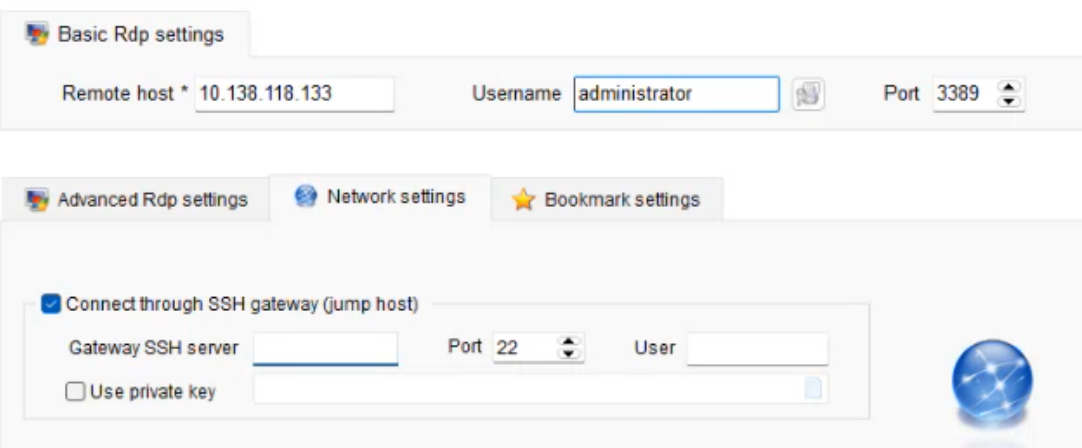 Basic Rdp settings
Remote host * 10.138.118.133 Username administrator Port 3389
Advanced Rdp settings Network settings Bookmark settings
Connect through SSH gateway (jump host)
Gateway SSH server Port 22 User
Use private key